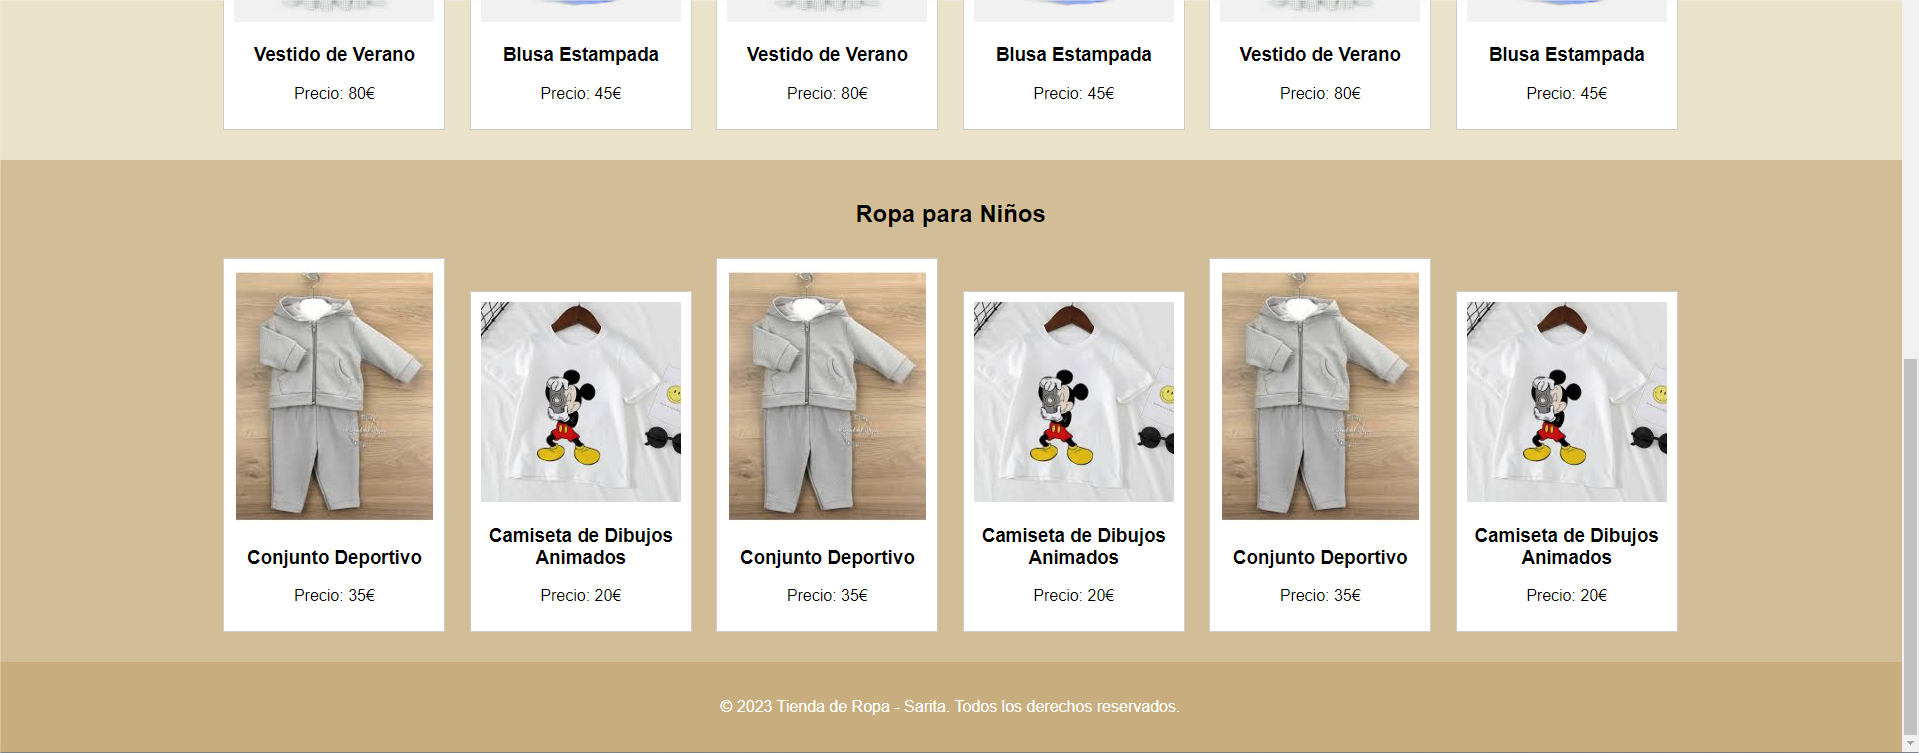 Vestido de Verano Blusa Estampada Vestido de Verano Blusa Estampada Vestido de Verano Blusa Estampada
Precio: 80€ Precio: 45€ Precio: 80€ Precio: 45€ Precio: 80€ Precio: 45€
Ropa para Niños
Conjunto Deportivo
Precio: 35€
Camiseta de Dibujos
Animados
Precio: 20€
Conjunto Deportivo
Precio: 35€
Camiseta de Dibujos
Animados
Precio: 20€
Conjunto Deportivo
Precio: 35€
Camiseta de Dibujos
Animados
Precio: 20€
© 2023 Tienda de Ropa - Sarita. Todos los derechos reservados.